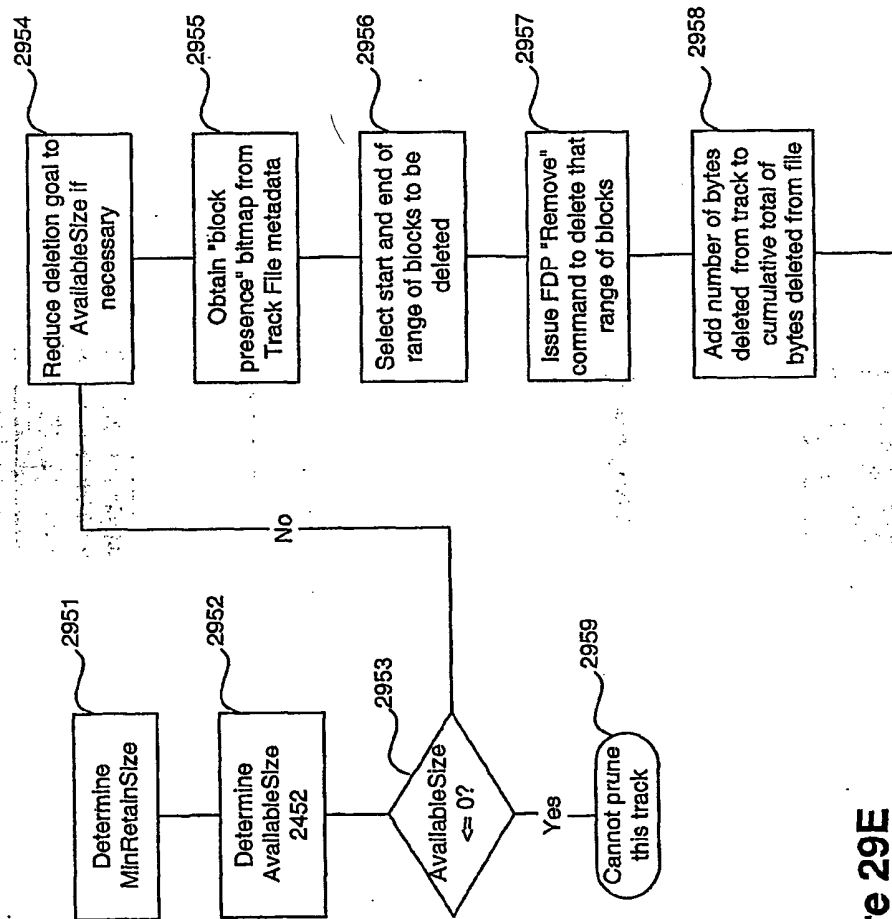 2951
Determine
MinRetainSize
2952
Determine
AvailableSize
2452
2953
AvailableSize
<= 0?
Yes
No
2959
Cannot prune
this track
2954
Reduce deletion goal to
AvailableSize if
necessary
2955
Obtain "block
presence" bitmap from
Track File metadata
2956
Select start and end of
range of blocks to be
deleted
2957
Issue FDP "Remove"
command to delete that
range of blocks
2958
Add number of bytes
deleted from track to
cumulative total of
bytes deleted from file
re 29E